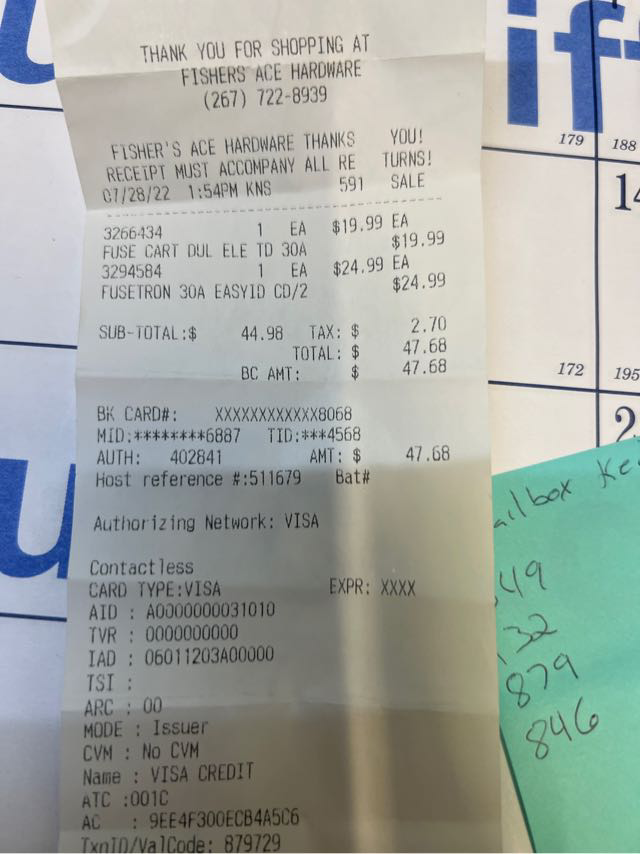 THANK YOU FOR SHOPPING AT
FISHERS ACE HARDWARE
(267) 722-8939
FISHER'S ACE HARDWARE THANKS YOU!
RECEIPT MUST ACCOMPANY ALL RE TURNS!
07/28/22 1:54PM KNS 591 SALE
3266434 1 EA $19.99 EA
FUSE CART DUL ELE TD 30A $19.99
3294584 1 EA $24.99 EA
FUSETRON 30A EASYID CD/2 $24.99
SUB-TOTAL:$ 44.98 TAX: $ 2.70
TOTAL: $ 47.68
BC AMT: $ 47.68
BK CARD#: XXXXXXXXXXXX8068
MID:********6887 TID:***4568
AUTH: 402841 AMT: $ 47.68
Host reference #:511679 Bat#
Authorizing Network: VISA
Contactless
CARD TYPE:VISA EXPR: XXXX
AID : A0000000031010
TVR : 0000000000
IAD : 06011203A00000
TSI :
ARC : 00
MODE : Issuer
CVM : No CVM
Name : VISA CREDIT
ATC :001C
AC : 9EE4F300ECB4A5C6
TxnID/ValCode: 879729
if
179
188
14
172
195
2
ailbox Ke
49
32
879
846